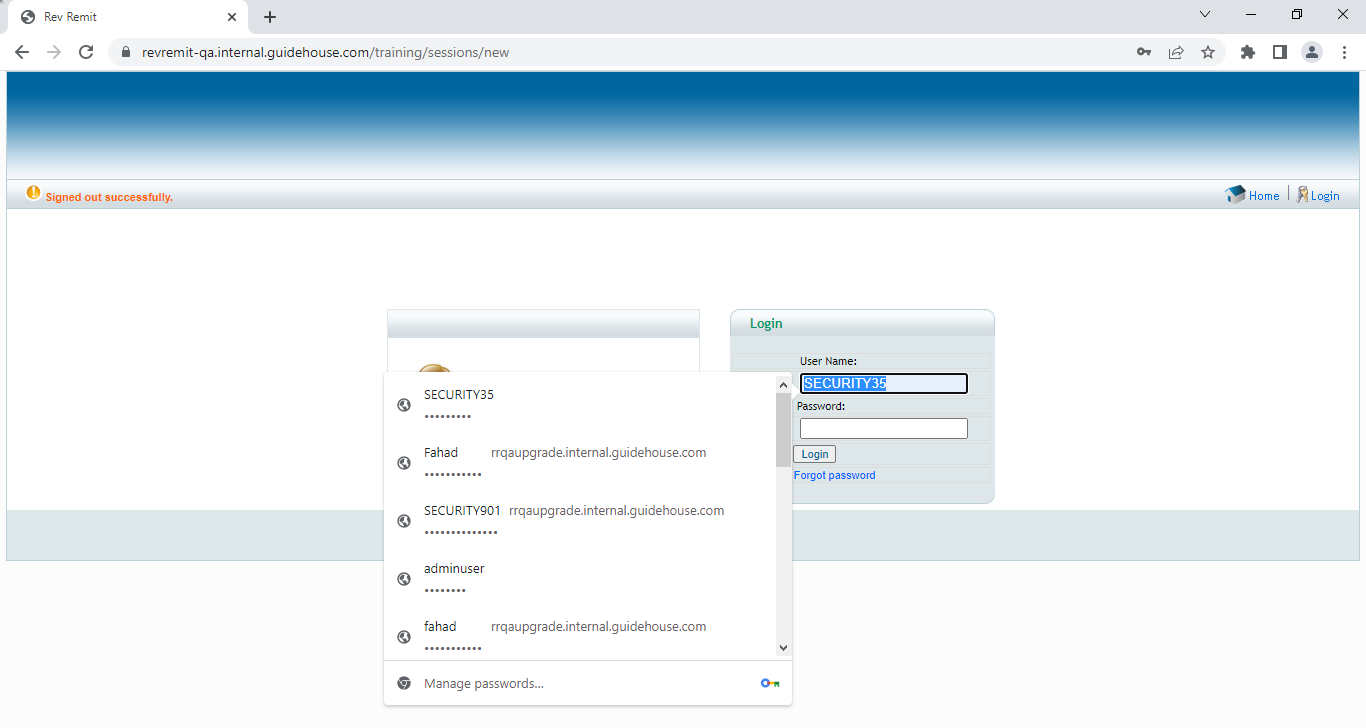 Rev Remit
revremit-qa.internal.guidehouse.com/training/sessions/new
Signed out successfully.
Home
Login
Login
User Name:
SECURITY35
Password:
Login
Forgot password
SECURITY35
•••••••••
Fahad rrqaupgrade.internal.guidehouse.com
•••••••••••
SECURITY901 rrqaupgrade.internal.guidehouse.com
••••••••••••••
adminuser
••••••••
fahad rrqaupgrade.internal.guidehouse.com
•••••••••••
Manage passwords...